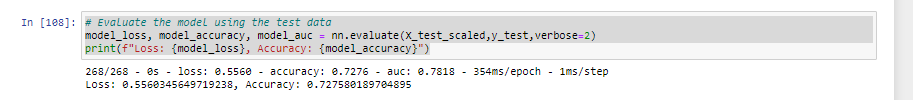 In [108]: # Evaluate the model using the test data
model_loss, model_accuracy, model_auc = nn.evaluate(X_test_scaled,y_test,verbose=2)
print(f"Loss: {model_loss}, Accuracy: {model_accuracy}")
268/268 - 0s - loss: 0.5560 - accuracy: 0.7276 - auc: 0.7818 - 354ms/epoch - 1ms/step
Loss: 0.5560345649719238, Accuracy: 0.727580189704895